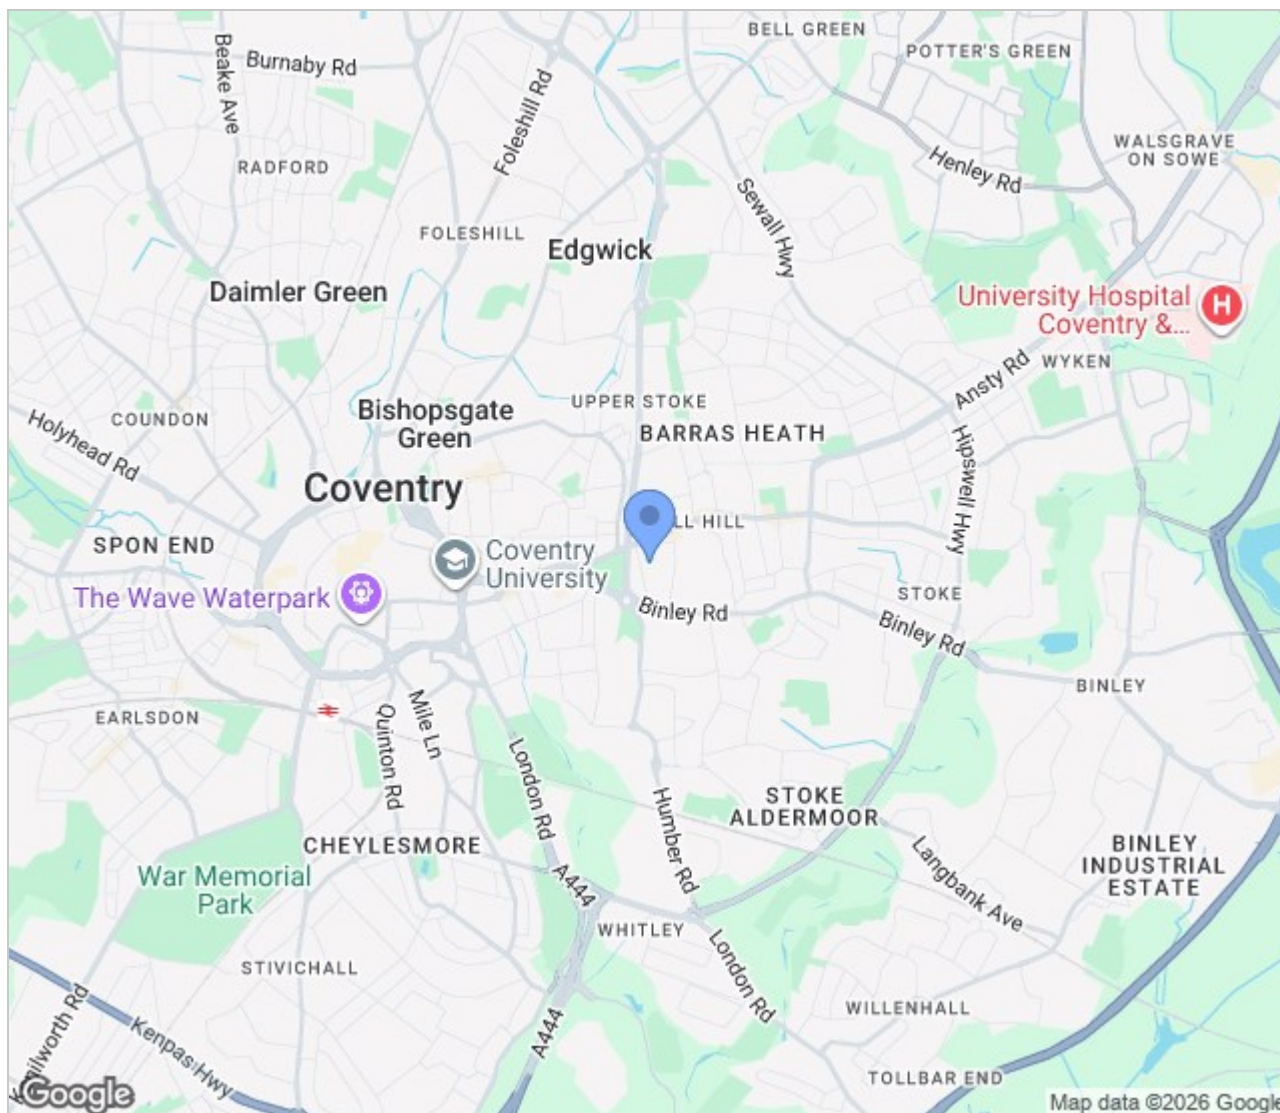 BELL GREEN
POTTER'S GREEN
Burnaby Rd
Beake Ave
Foleshill Rd
WALSGRAVE
ON SOWE
Henley Rd
RADFORD
Sewall Hwy
FOLESHILL
Edgwick
Daimler Green
University Hospital
Coventry &...
H
WYKEN
Ansty Rd
UPPER STOKE
Bishopsgate
Green
COUNDON
BARRAS HEATH
Holyhead Rd
Hipswell Hwy
Coventry
LL HILL
SPON END
Coventry
University
The Wave Waterpark
STOKE
Binley Rd
Binley Rd
BINLEY
EARLSDON
Mile Ln
Quinton Rd
London Rd
STOKE
ALDERMOOR
Humber Rd
CHEYLESMORE
Langbank Ave
BINLEY
INDUSTRIAL
ESTATE
War Memorial
Park
A444
WHITLEY
London Rd
STIVICHALL
WILLENHALL
A444
Kenpas Hwy
TOLLBAR END
Google
Map data ©2026 Google